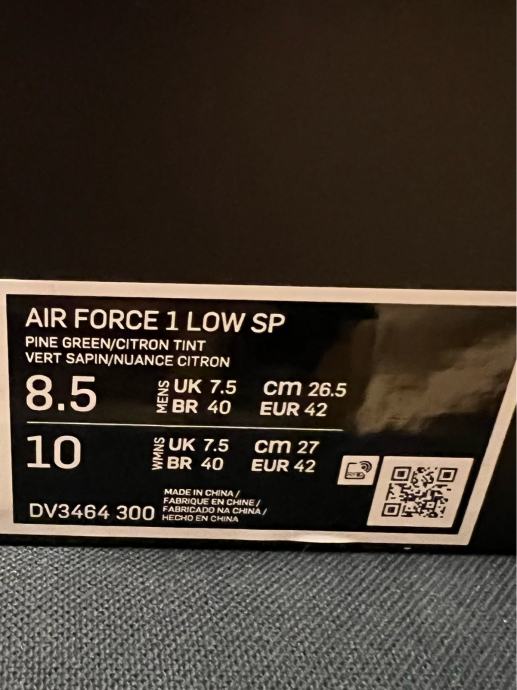 AIR FORCE 1 LOW SP
PINE GREEN/CITRON TINT
VERT SAPIN/NUANCE CITRON
8.5 MENS UK 7.5 cm 26.5
BR 40 EUR 42
10 WMNS UK 7.5 cm 27
BR 40 EUR 42
MADE IN CHINA /
FABRIQUE EN CHINE /
DV3464 300 FABRICADO NA CHINA /
HECHO EN CHINA